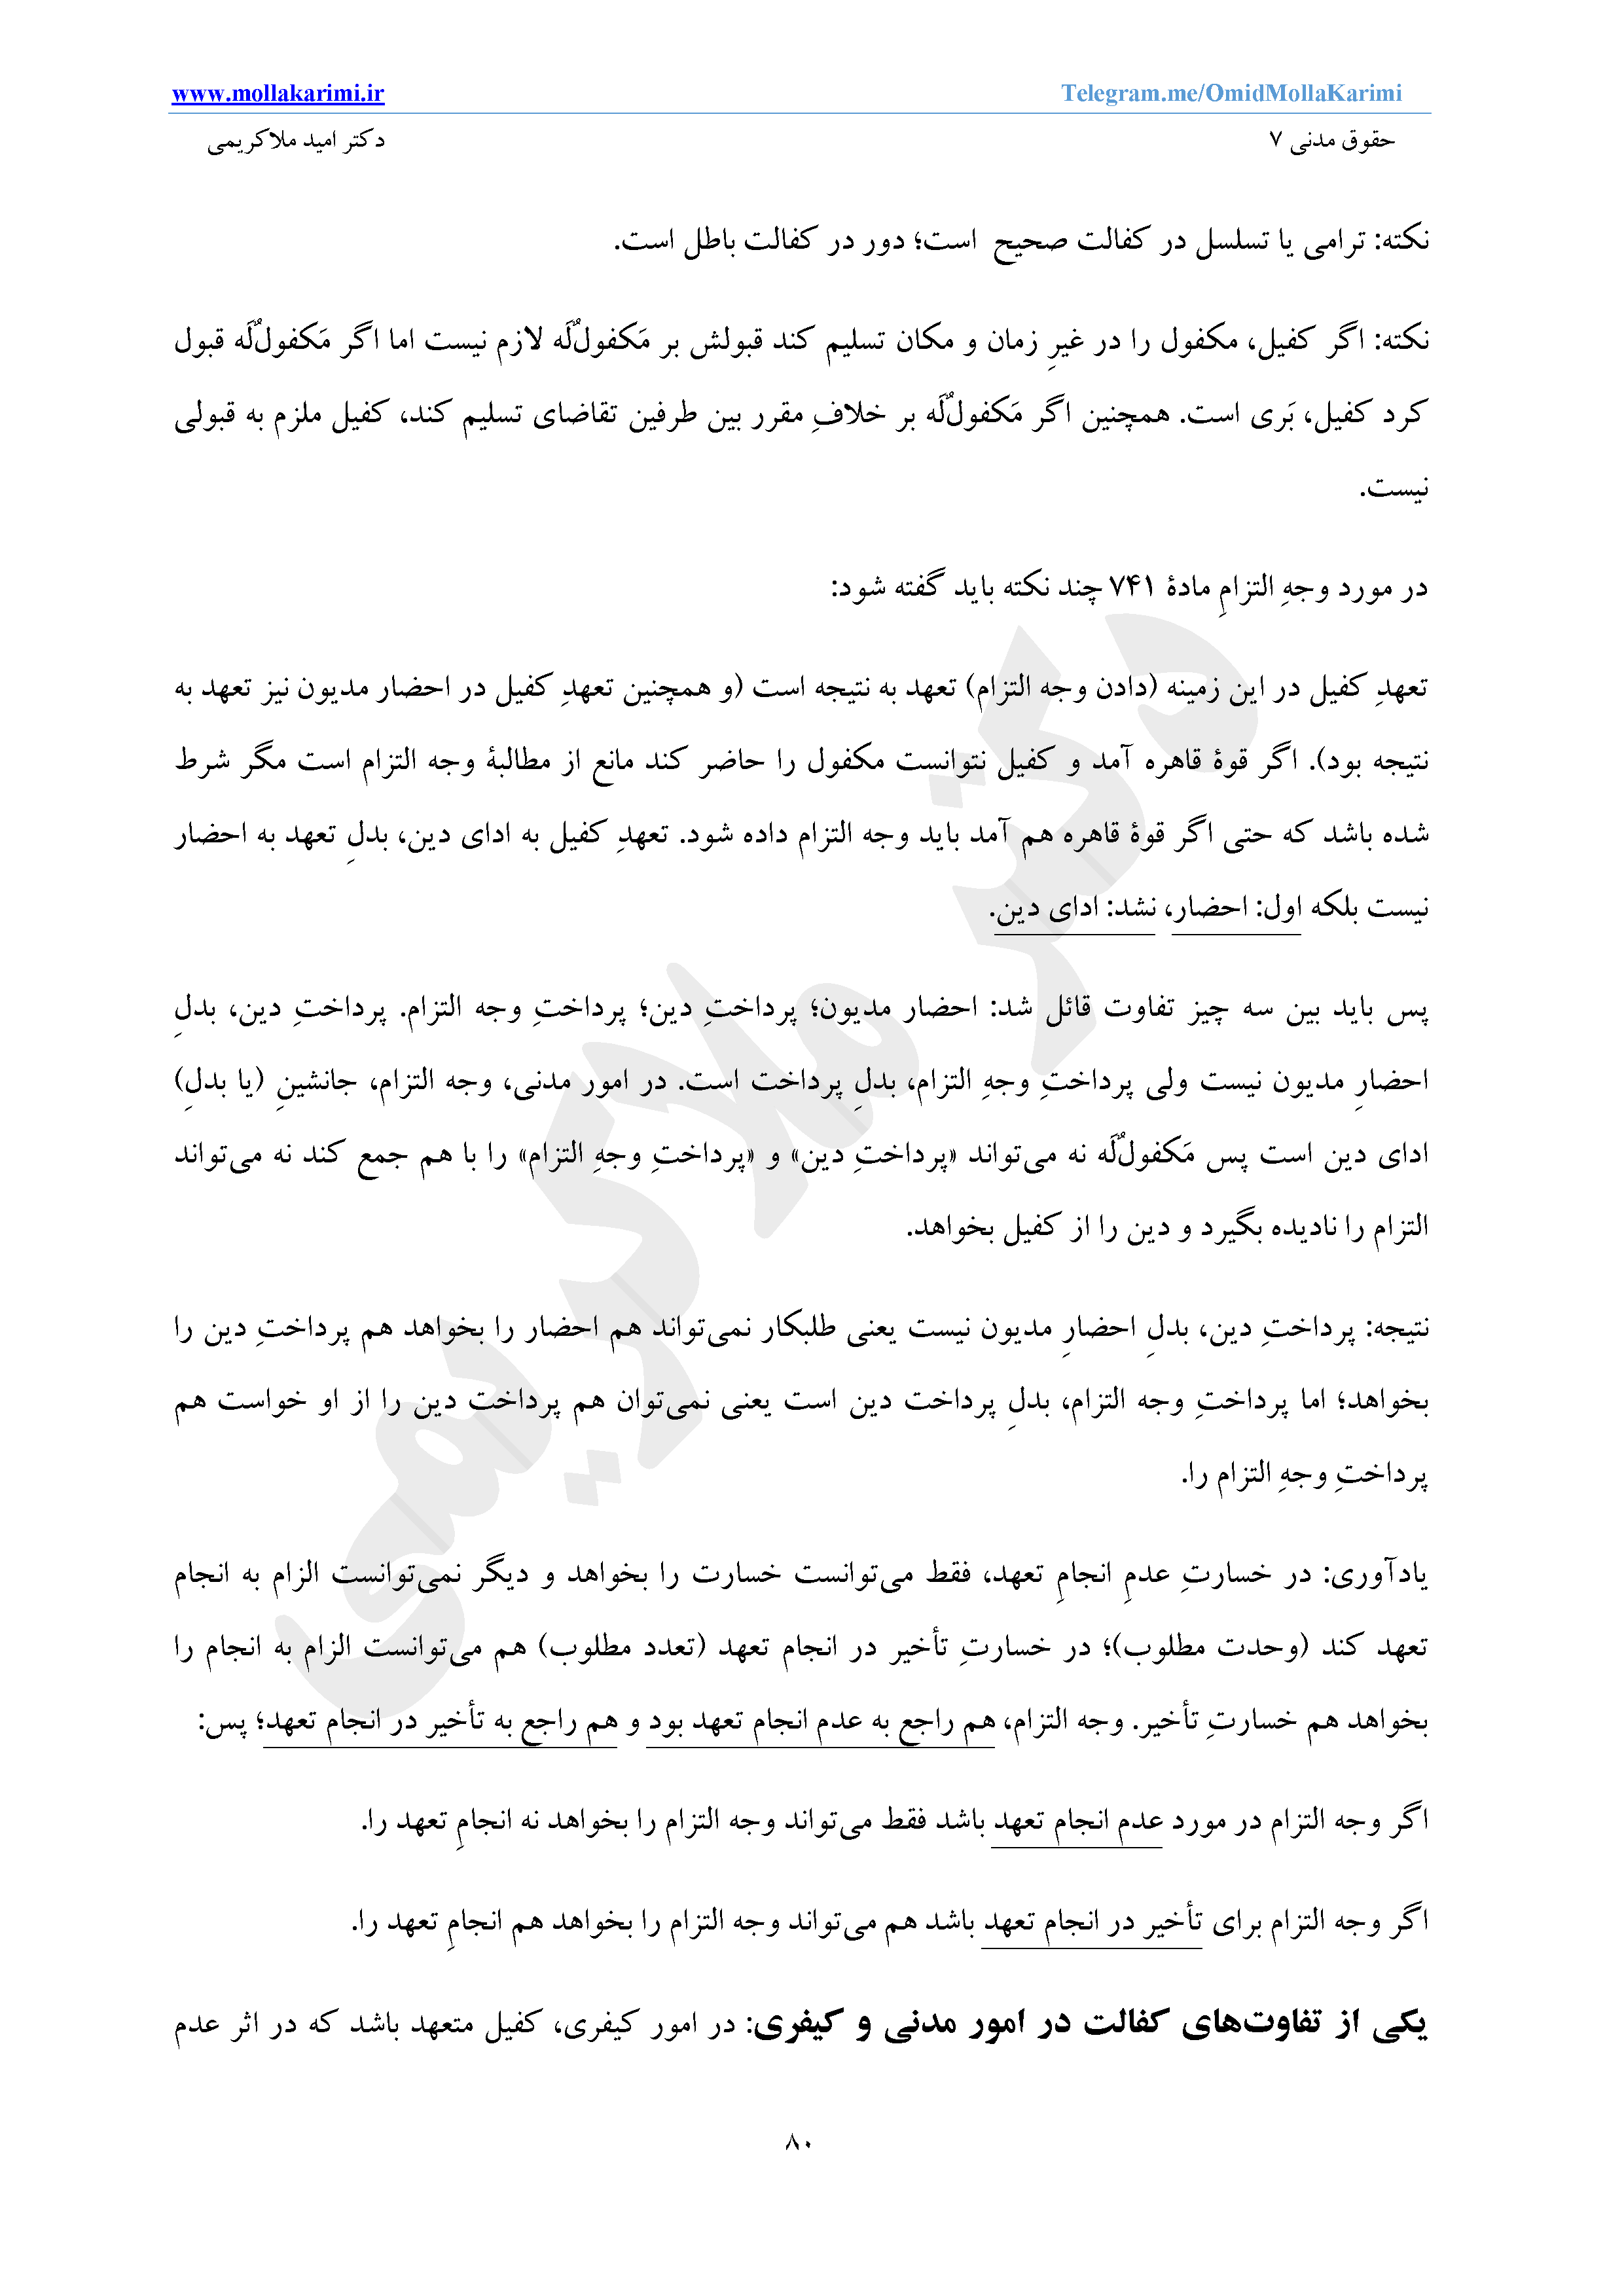 www.mollakarimi.ir Telegram.me/OmidMollaKarimi
حقوق مدنی ۷ دکتر امید ملاکریمی
نکته: ترامی یا تسلسل در کفالت صحیح است؛ دور در کفالت باطل است.
نکته: اگر کفیل، مکفول را در غیرِ زمان و مکان تسلیم کند قبولش بر مَکفولٌ‌لَه لازم نیست اما اگر مَکفولٌ‌لَه قبول
کرد کفیل، بَری است. همچنین اگر مَکفولٌ‌لَه بر خلافِ مقرر بین طرفین تقاضای تسلیم کند، کفیل ملزم به قبولی
نیست.
در مورد وجهِ التزامِ مادۀ ۷۴۱ چند نکته باید گفته شود:
تعهدِ کفیل در این زمینه (دادن وجه التزام) تعهد به نتیجه است (و همچنین تعهدِ کفیل در احضار مدیون نیز تعهد به
نتیجه بود). اگر قوۀ قاهره آمد و کفیل نتوانست مکفول را حاضر کند مانع از مطالبۀ وجه التزام است مگر شرط
شده باشد که حتی اگر قوۀ قاهره هم آمد باید وجه التزام داده شود. تعهدِ کفیل به ادای دین، بدلِ تعهد به احضار
نیست بلکه اول: احضار، نشد: ادای دین.
پس باید بین سه چیز تفاوت قائل شد: احضار مدیون؛ پرداختِ دین؛ پرداختِ وجه التزام. پرداختِ دین، بدلِ
احضارِ مدیون نیست ولی پرداختِ وجهِ التزام، بدلِ پرداخت است. در امور مدنی، وجه التزام، جانشینِ (یا بدلِ)
ادای دین است پس مَکفولٌ‌لَه نه می‌تواند «پرداختِ دین» و «پرداختِ وجهِ التزام» را با هم جمع کند نه می‌تواند
التزام را نادیده بگیرد و دین را از کفیل بخواهد.
نتیجه: پرداختِ دین، بدلِ احضارِ مدیون نیست یعنی طلبکار نمی‌تواند هم احضار را بخواهد هم پرداختِ دین را
بخواهد؛ اما پرداختِ وجه التزام، بدلِ پرداخت دین است یعنی نمی‌توان هم پرداخت دین را از او خواست هم
پرداختِ وجهِ التزام را.
یادآوری: در خسارتِ عدمِ انجامِ تعهد، فقط می‌توانست خسارت را بخواهد و دیگر نمی‌توانست الزام به انجام
تعهد کند (وحدت مطلوب)؛ در خسارتِ تأخیر در انجام تعهد (تعدد مطلوب) هم می‌توانست الزام به انجام را
بخواهد هم خسارتِ تأخیر. وجه التزام، هم راجع به عدم انجام تعهد بود و هم راجع به تأخیر در انجام تعهد؛ پس:
اگر وجه التزام در مورد عدم انجام تعهد باشد فقط می‌تواند وجه التزام را بخواهد نه انجامِ تعهد را.
اگر وجه التزام برای تأخیر در انجام تعهد باشد هم می‌تواند وجه التزام را بخواهد هم انجامِ تعهد را.
یکی از تفاوت‌های کفالت در امور مدنی و کیفری: در امور کیفری، کفیل متعهد باشد که در اثر عدم
۸۰
دکتر ملاکریمی